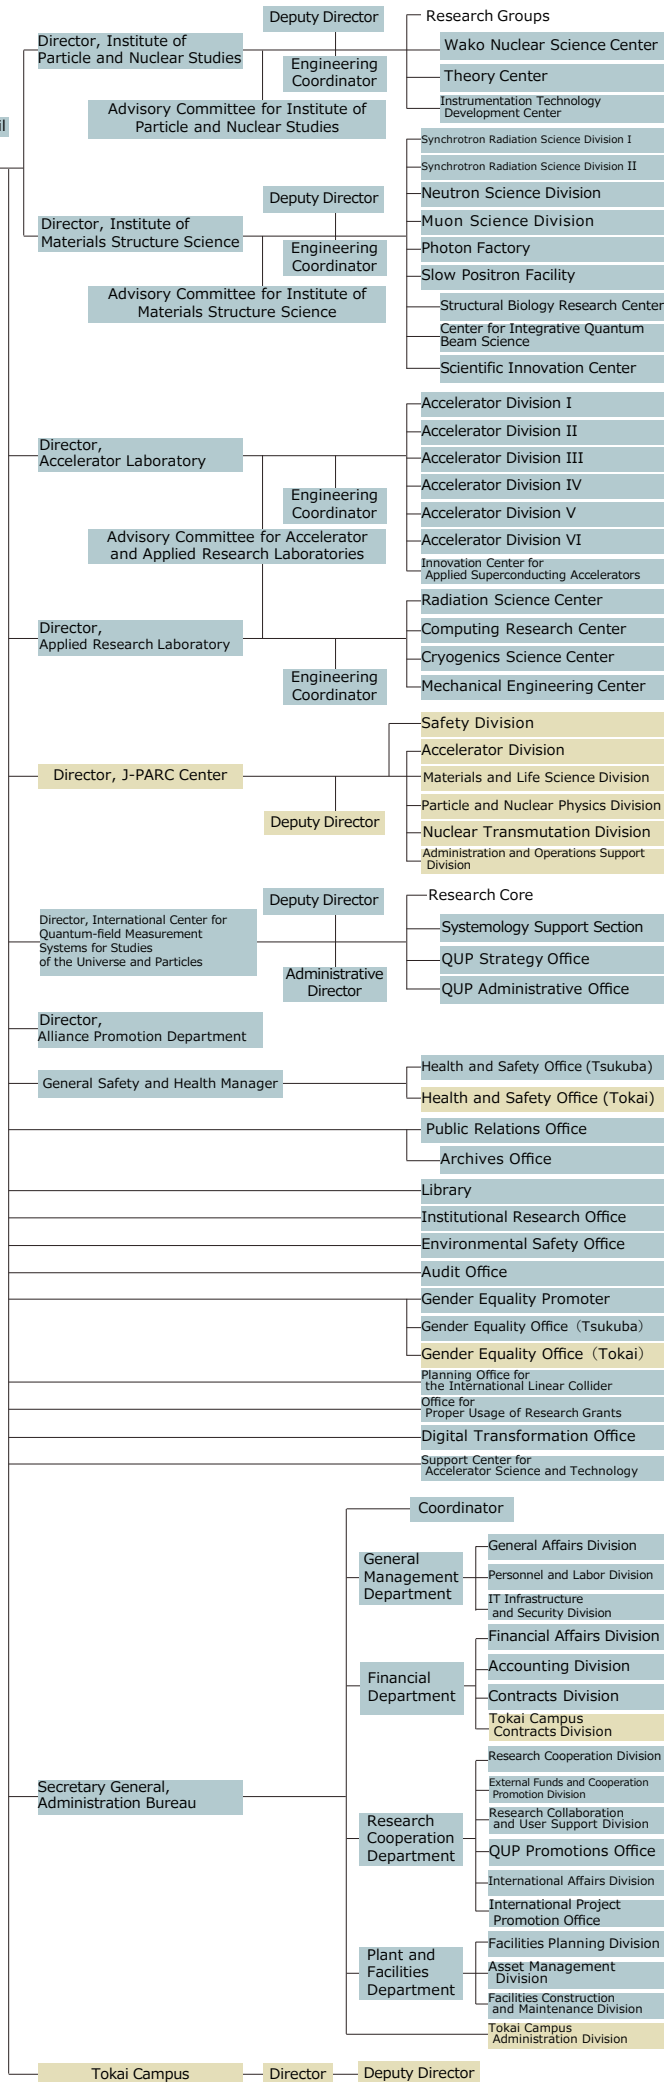 Deputy Director
Research Groups
Director, Institute of
Particle and Nuclear Studies
Wako Nuclear Science Center
Engineering
Coordinator
Theory Center
Advisory Committee for Institute of
Particle and Nuclear Studies
Instrumentation Technology
Development Center
il
Synchrotron Radiation Science Division I
Synchrotron Radiation Science Division II
Deputy Director
Neutron Science Division
Director, Institute of
Materials Structure Science
Muon Science Division
Engineering
Coordinator
Photon Factory
Slow Positron Facility
Advisory Committee for Institute of
Materials Structure Science
Structural Biology Research Center
Center for Integrative Quantum
Beam Science
Scientific Innovation Center
Accelerator Division I
Director,
Accelerator Laboratory
Accelerator Division II
Accelerator Division III
Engineering
Coordinator
Accelerator Division IV
Accelerator Division V
Advisory Committee for Accelerator
and Applied Research Laboratories
Accelerator Division VI
Innovation Center for
Applied Superconducting Accelerators
Radiation Science Center
Director,
Applied Research Laboratory
Computing Research Center
Cryogenics Science Center
Engineering
Coordinator
Mechanical Engineering Center
Safety Division
Accelerator Division
Director, J-PARC Center
Materials and Life Science Division
Particle and Nuclear Physics Division
Deputy Director
Nuclear Transmutation Division
Administration and Operations Support
Division
Deputy Director
Research Core
Director, International Center for
Quantum-field Measurement
Systems for Studies
of the Universe and Particles
Systemology Support Section
QUP Strategy Office
Administrative
Director
QUP Administrative Office
Director,
Alliance Promotion Department
Health and Safety Office (Tsukuba)
General Safety and Health Manager
Health and Safety Office (Tokai)
Public Relations Office
Archives Office
Library
Institutional Research Office
Environmental Safety Office
Audit Office
Gender Equality Promoter
Gender Equality Office（Tsukuba）
Gender Equality Office（Tokai）
Planning Office for
the International Linear Collider
Office for
Proper Usage of Research Grants
Digital Transformation Office
Support Center for
Accelerator Science and Technology
Coordinator
General
Management
Department
General Affairs Division
Personnel and Labor Division
IT Infrastructure
and Security Division
Financial
Department
Financial Affairs Division
Accounting Division
Contracts Division
Tokai Campus
Contracts Division
Secretary General,
Administration Bureau
Research
Cooperation
Department
Research Cooperation Division
External Funds and Cooperation
Promotion Division
Research Collaboration
and User Support Division
QUP Promotions Office
International Affairs Division
International Project
Promotion Office
Plant and
Facilities
Department
Facilities Planning Division
Asset Management
Division
Facilities Construction
and Maintenance Division
Tokai Campus
Administration Division
Tokai Campus
Director
Deputy Director